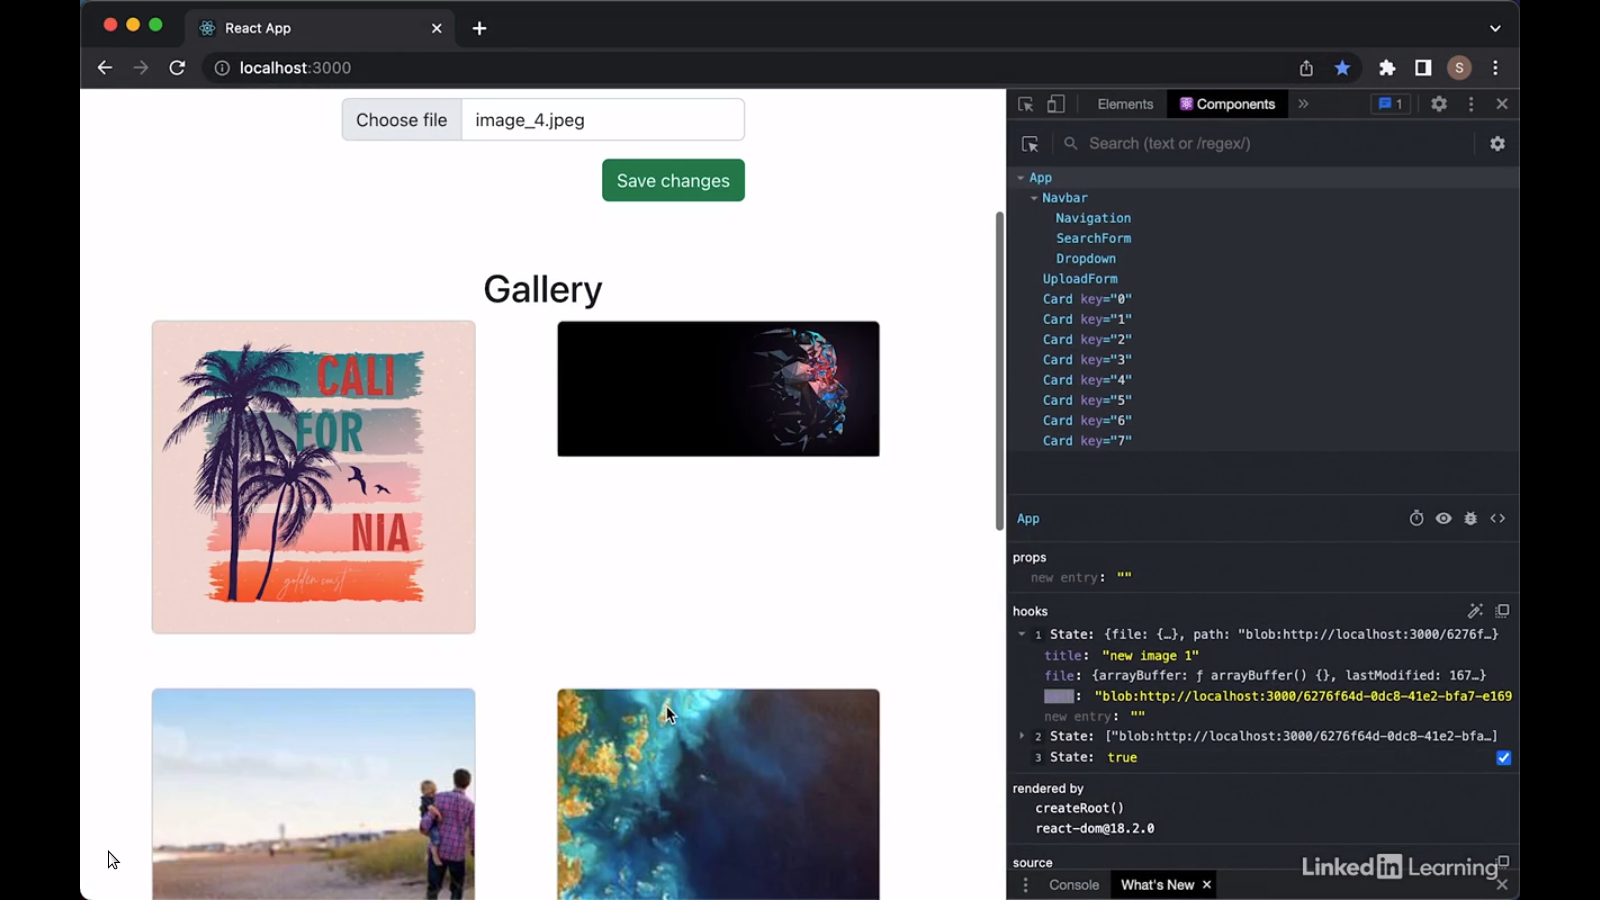 React App
localhost:3000
S
Choose file image_4.jpeg
Save changes
Gallery
CALI
FOR
NIA
golden coast
Elements
Components
1
Search (text or /regex/)
App
Navbar
Navigation
SearchForm
Dropdown
UploadForm
Card key="0"
Card key="1"
Card key="2"
Card key="3"
Card key="4"
Card key="5"
Card key="6"
Card key="7"
App
props
new entry: ""
hooks
1 State: {file: {…}, path: "blob:http://localhost:3000/6276f…}
title: "new image 1"
file: {arrayBuffer: ƒ arrayBuffer() {}, lastModified: 167…}
: "blob:http://localhost:3000/6276f64d-0dc8-41e2-bfa7-e169
new entry: ""
2 State: ["blob:http://localhost:3000/6276f64d-0dc8-41e2-bfa…]
3 State: true
rendered by
createRoot()
react-dom@18.2.0
source
LinkedIn Learning
Console
What's New